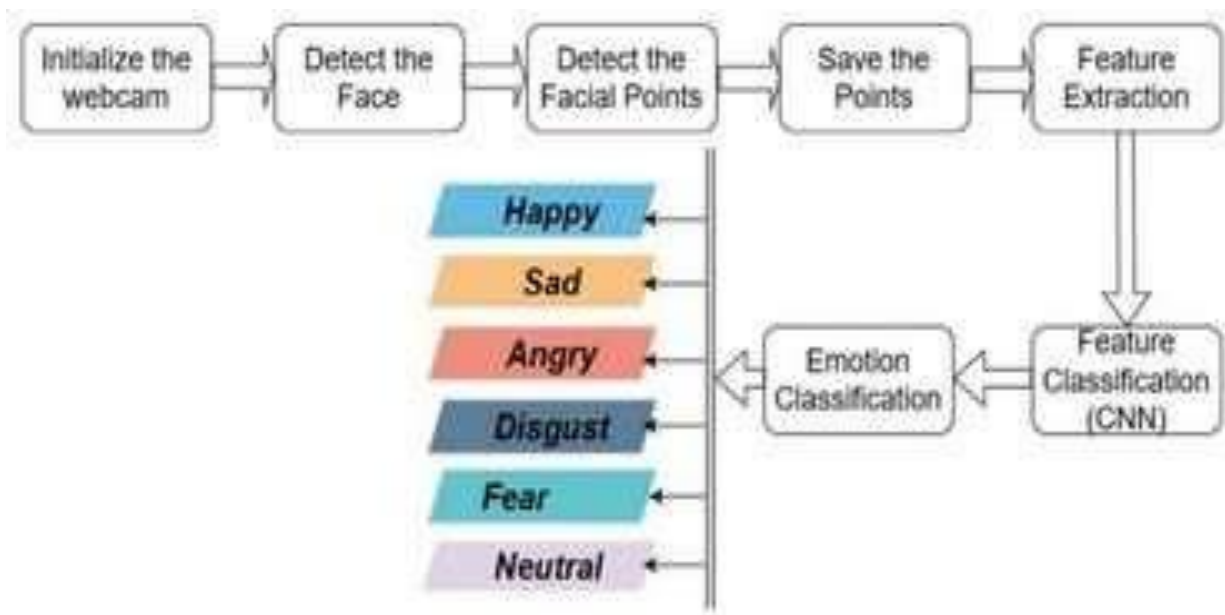 Initialize the
webcam
Detect the
Face
Detect the
Facial Points
Save the
Points
Feature
Extraction
Happy
Sad
Angry
Disgust
Fear
Neutral
Emotion
Classification
Feature
Classification
(CNN)